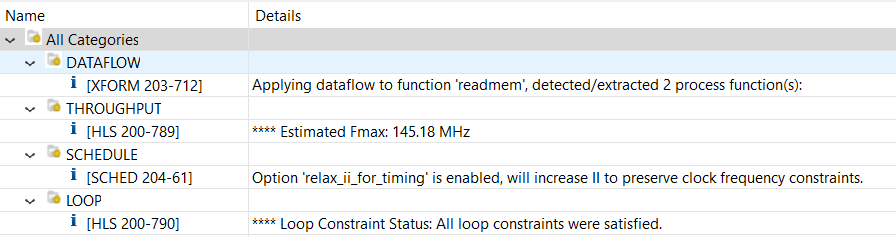 Name Details
All Categories
DATAFLOW
[XFORM 203-712] Applying dataflow to function 'readmem', detected/extracted 2 process function(s):
THROUGHPUT
[HLS 200-789] **** Estimated Fmax: 145.18 MHz
SCHEDULE
[SCHED 204-61] Option 'relax_ii_for_timing' is enabled, will increase II to preserve clock frequency constraints.
LOOP
[HLS 200-790] **** Loop Constraint Status: All loop constraints were satisfied.